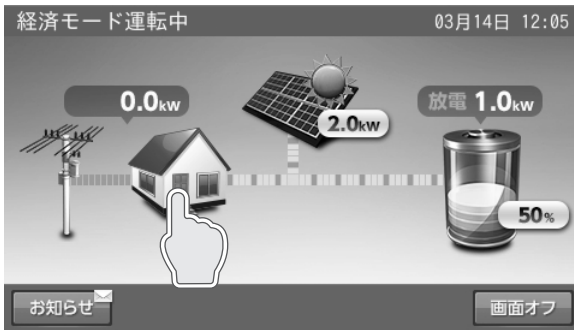 経済モード運転中
03月14日 12:05
0.0kw
2.0kw
放電 1.0kw
50%
お知らせ
画面オフ